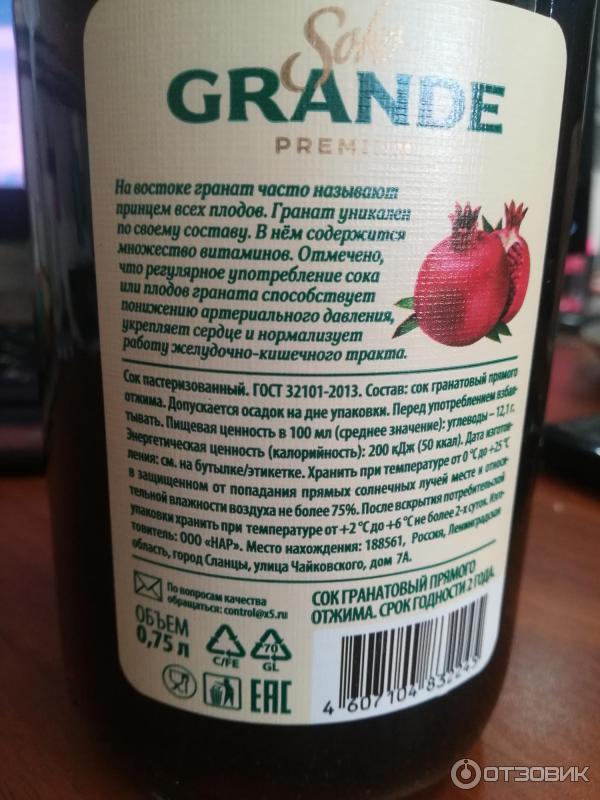 Soko
GRANDE
PREMIUM
На востоке гранат часто называют
принцем всех плодов. Гранат уникален
по своему составу. В нём содержится
множество витаминов. Отмечено,
что регулярное употребление сока
или плодов граната способствует
понижению артериального давления,
укрепляет сердце и нормализует
работу желудочно-кишечного тракта.
Сок пастеризованный. ГОСТ 32101-2013. Состав: сок гранатовый прямого
отжима. Допускается осадок на дне упаковки. Перед употреблением взбал-
тывать. Пищевая ценность в 100 мл (среднее значение): углеводы – 12,1 г.
Энергетическая ценность (калорийность): 200 кДж (50 ккал). Дата изготов-
ления: см. на бутылке/этикетке. Хранить при температуре от 0 °С до +25 °С
в защищенном от попадания прямых солнечных лучей месте и относи-
тельной влажности воздуха не более 75%. После вскрытия потребительской
упаковки хранить при температуре от +2 °С до +6 °С не более 2-х суток. Изго-
товитель: ООО «НАР». Место нахождения: 188561, Россия, Ленинградская
область, город Сланцы, улица Чайковского, дом 7А.
По вопросам качества
обращаться: control@x5.ru
ОБЪЕМ
0,75 л
C/FE
70
GL
EAC
СОК ГРАНАТОВЫЙ ПРЯМОГО
ОТЖИМА. СРОК ГОДНОСТИ 2 ГОДА.
4 607104 832243
ОТЗОВИК